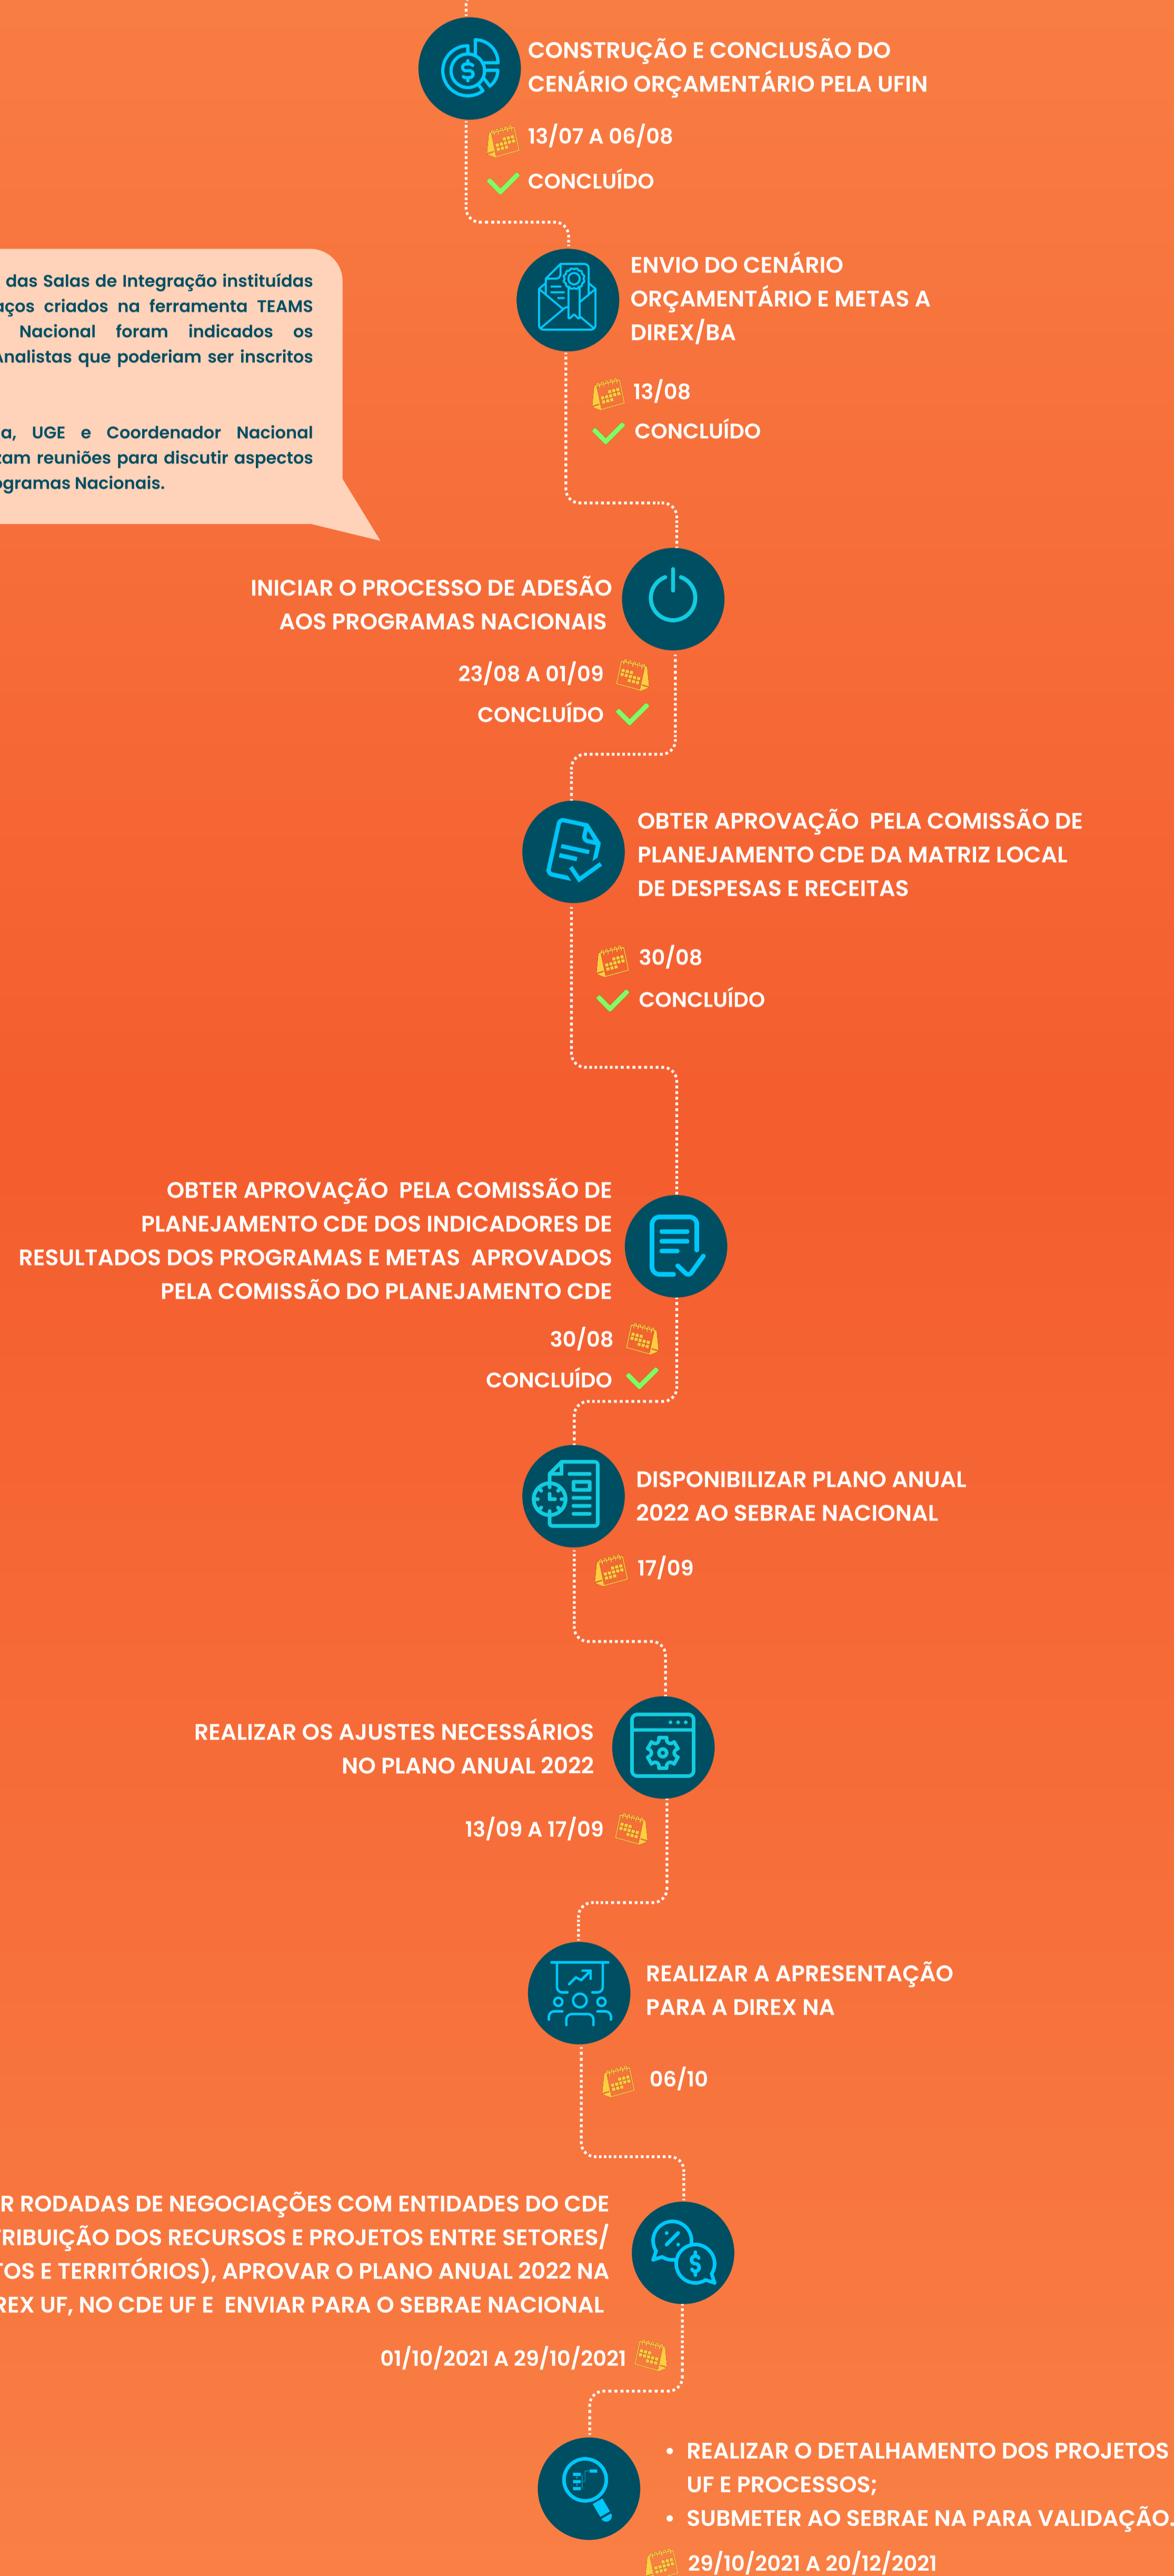 CONSTRUÇÃO E CONCLUSÃO DO
CENÁRIO ORÇAMENTÁRIO PELA UFIN
13/07 A 06/08
CONCLUÍDO
das Salas de Integração instituídas
criados na ferramenta TEAMS
Nacional foram indicados os
Analistas que poderiam ser inscritos
UGE e Coordenador Nacional
reuniões para discutir aspectos
Nacionais.
ENVIO DO CENÁRIO
ORÇAMENTÁRIO E METAS A
DIREX/BA
13/08
CONCLUÍDO
INICIAR O PROCESSO DE ADESÃO
AOS PROGRAMAS NACIONAIS
23/08 A 01/09
CONCLUÍDO
OBTER APROVAÇÃO PELA COMISSÃO DE
PLANEJAMENTO CDE DA MATRIZ LOCAL
DE DESPESAS E RECEITAS
30/08
CONCLUÍDO
OBTER APROVAÇÃO PELA COMISSÃO DE
PLANEJAMENTO CDE DOS INDICADORES DE
RESULTADOS DOS PROGRAMAS E METAS APROVADOS
PELA COMISSÃO DO PLANEJAMENTO CDE
30/08
CONCLUÍDO
DISPONIBILIZAR PLANO ANUAL
2022 AO SEBRAE NACIONAL
17/09
REALIZAR OS AJUSTES NECESSÁRIOS
NO PLANO ANUAL 2022
13/09 A 17/09
REALIZAR A APRESENTAÇÃO
PARA A DIREX NA
06/10
RODADAS DE NEGOCIAÇÕES COM ENTIDADES DO CDE
DOS RECURSOS E PROJETOS ENTRE SETORES/
E TERRITÓRIOS), APROVAR O PLANO ANUAL 2022 NA
UF, NO CDE UF E ENVIAR PARA O SEBRAE NACIONAL
01/10/2021 A 29/10/2021
• REALIZAR O DETALHAMENTO DOS PROJETOS
UF E PROCESSOS;
• SUBMETER AO SEBRAE NA PARA VALIDAÇÃO.
29/10/2021 A 20/12/2021